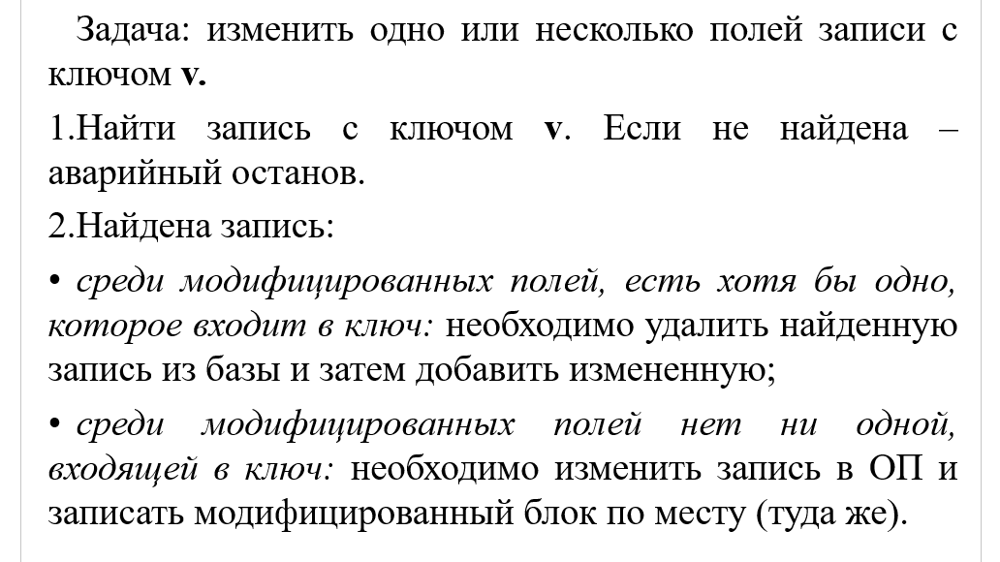 Задача: изменить одно или несколько полей записи с
ключом v.
1.Найти запись с ключом v. Если не найдена –
аварийный останов.
2.Найдена запись:
• среди модифицированных полей, есть хотя бы одно,
которое входит в ключ: необходимо удалить найденную
запись из базы и затем добавить измененную;
• среди модифицированных полей нет ни одной,
входящей в ключ: необходимо изменить запись в ОП и
записать модифицированный блок по месту (туда же).